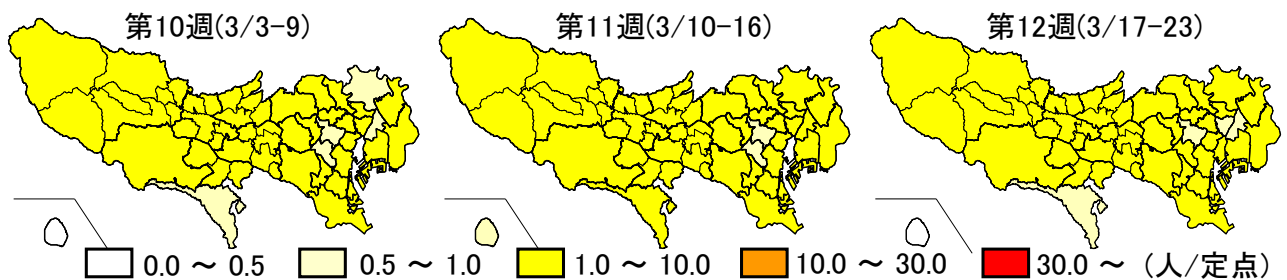 第10週(3/3-9)
第11週(3/10-16)
第12週(3/17-23)
0.0 ～ 0.5
0.5 ～ 1.0
1.0 ～ 10.0
10.0 ～ 30.0
30.0 ～ (人/定点)